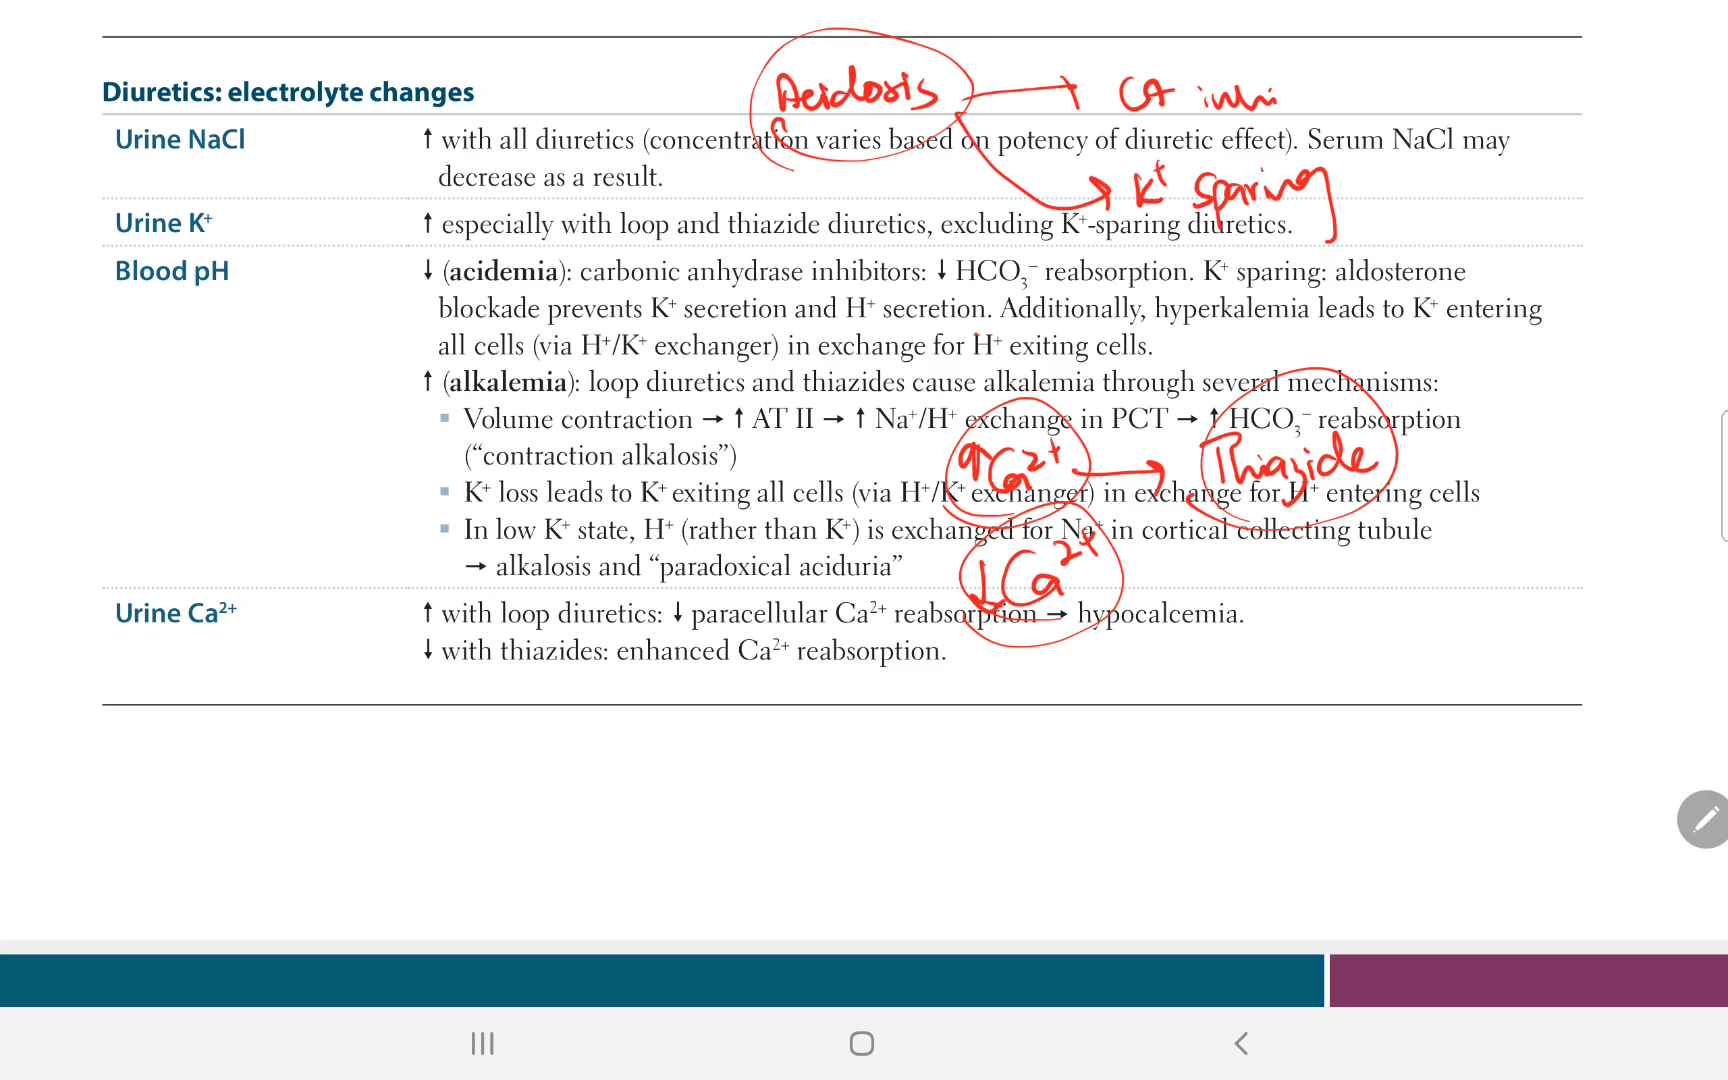 Acidosis → CA inhi
Diuretics: electrolyte changes
Urine NaCl ↑ with all diuretics (concentration varies based on potency of diuretic effect). Serum NaCl may
decrease as a result.
K⁺ sparing
Urine K⁺ ↑ especially with loop and thiazide diuretics, excluding K⁺-sparing diuretics.
Blood pH ↓ (acidemia): carbonic anhydrase inhibitors: ↓ HCO₃⁻ reabsorption. K⁺ sparing: aldosterone
blockade prevents K⁺ secretion and H⁺ secretion. Additionally, hyperkalemia leads to K⁺ entering
all cells (via H⁺/K⁺ exchanger) in exchange for H⁺ exiting cells.
↑ (alkalemia): loop diuretics and thiazides cause alkalemia through several mechanisms:
▪ Volume contraction → ↑ AT II → ↑ Na⁺/H⁺ exchange in PCT → ↑ HCO₃⁻ reabsorption
(“contraction alkalosis”)
↑Ca²⁺ → Thiazide
▪ K⁺ loss leads to K⁺ exiting all cells (via H⁺/K⁺ exchanger) in exchange for H⁺ entering cells
▪ In low K⁺ state, H⁺ (rather than K⁺) is exchanged for Na⁺ in cortical collecting tubule
→ alkalosis and “paradoxical aciduria”
↓Ca²⁺
Urine Ca²⁺ ↑ with loop diuretics: ↓ paracellular Ca²⁺ reabsorption → hypocalcemia.
↓ with thiazides: enhanced Ca²⁺ reabsorption.